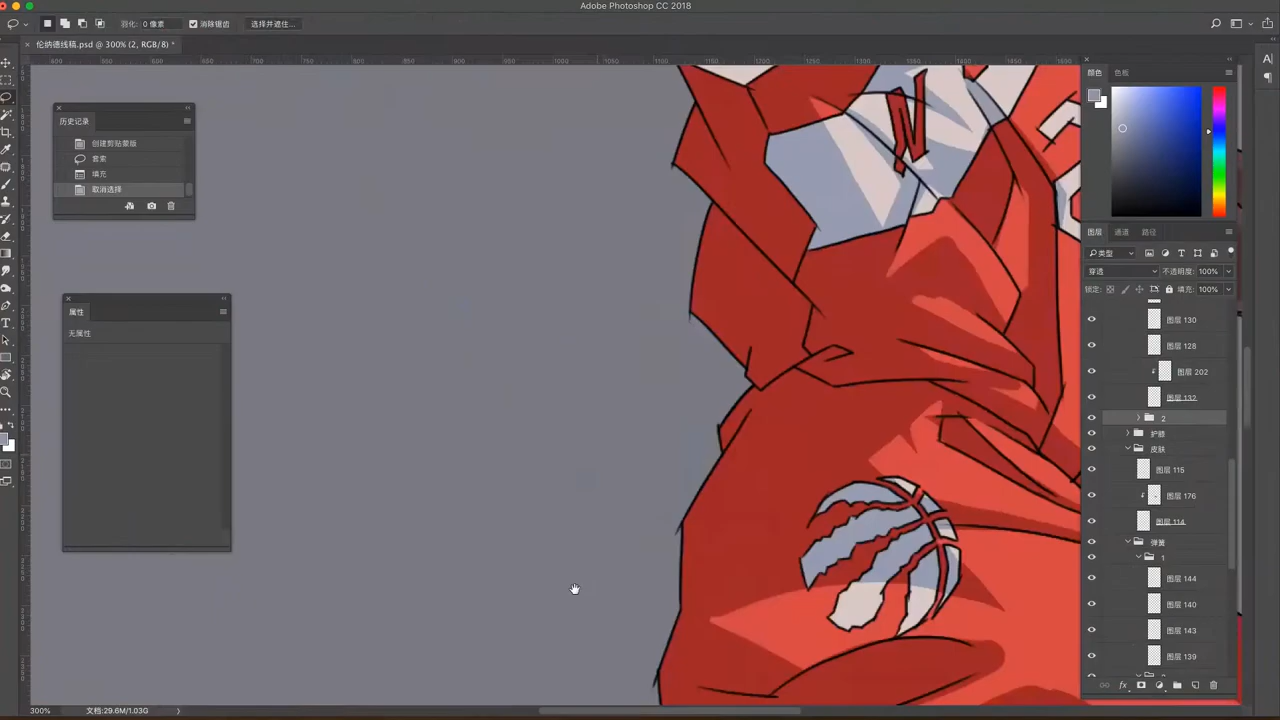 Adobe Photoshop CC 2018
羽化: 0 像素 消除锯齿 选择并遮住...
伦纳德线稿.psd @ 300% (2, RGB/8) *
历史记录
创建剪贴蒙版
套索
填充
取消选择
属性
无属性
N
颜色 色板
图层 通道 路径
类型
穿透 不透明度: 100%
锁定: 填充: 100%
图层 130
图层 128
图层 202
图层 132
2
皮肤
图层 115
图层 176
图层 114
弹簧
1
图层 144
图层 140
图层 143
图层 139
300% 文档:29.6M/1.03G